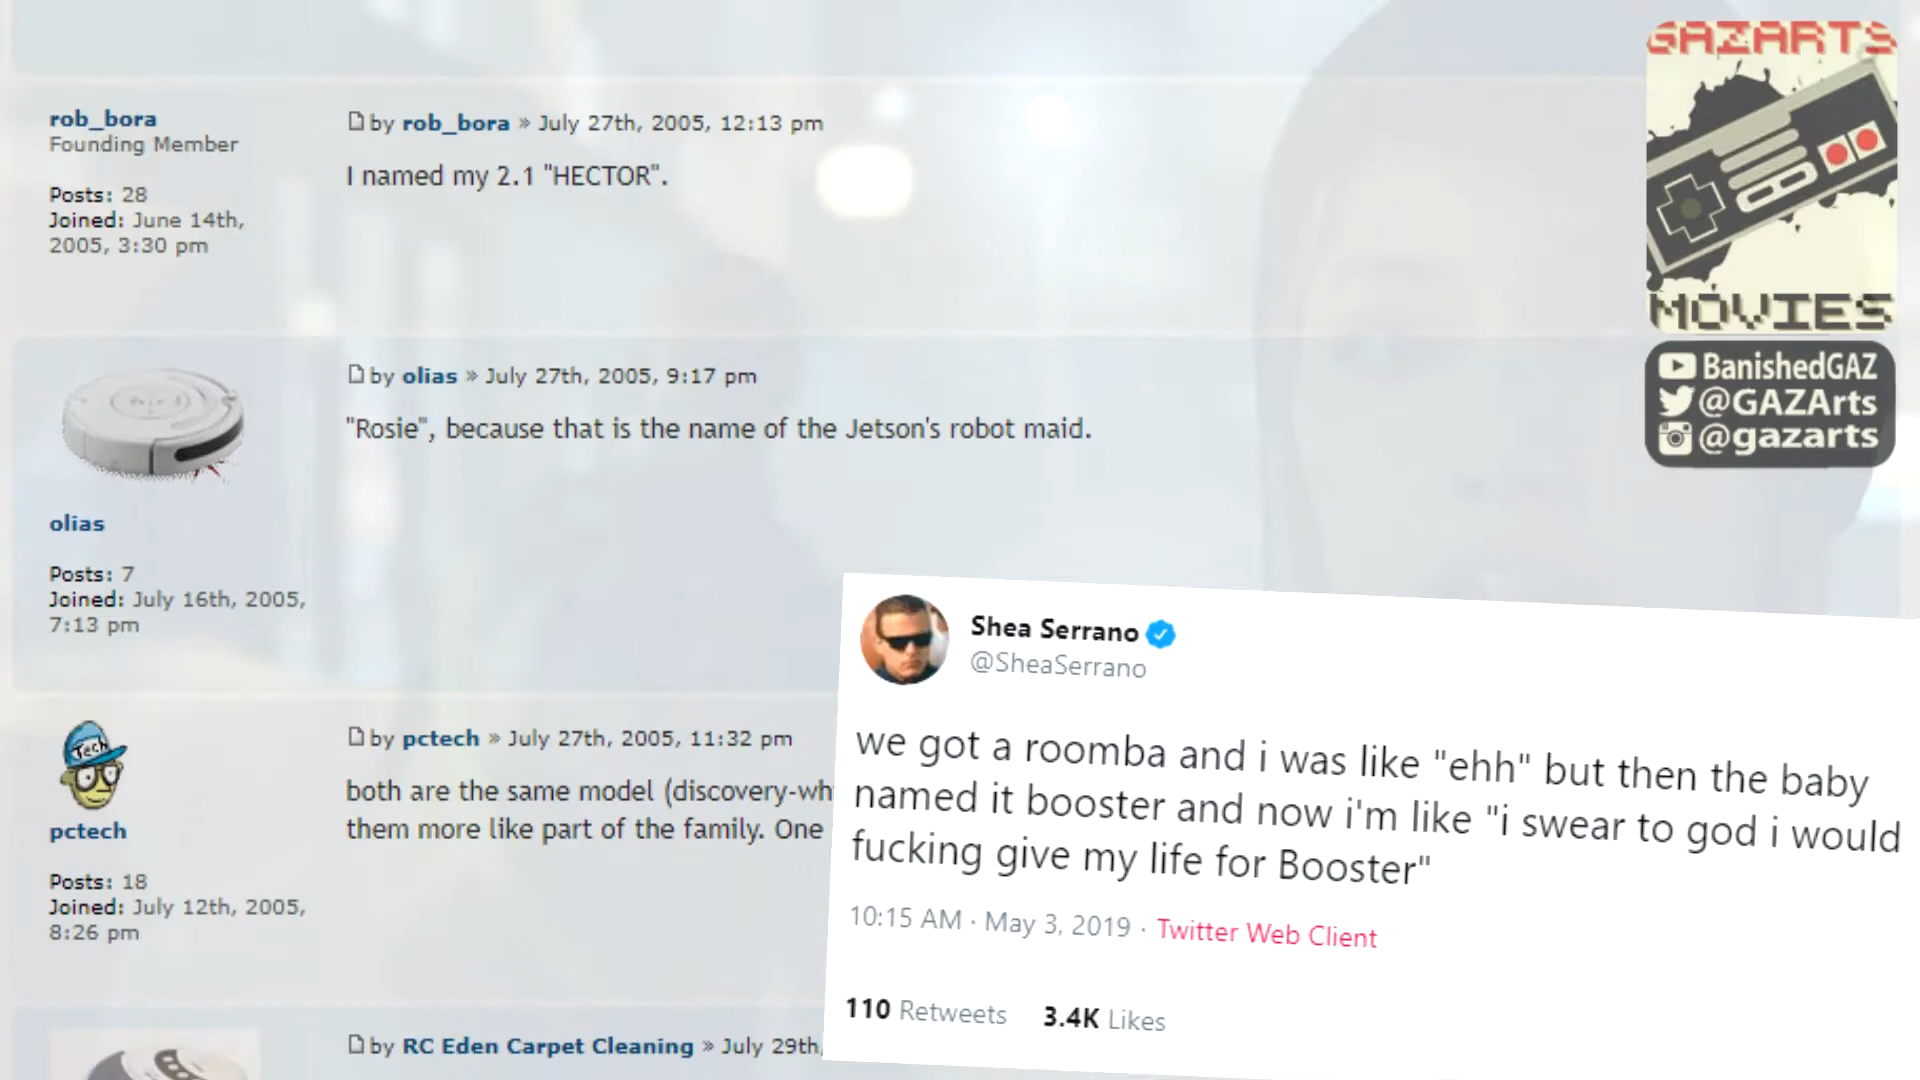 rob_bora
Founding Member
Posts: 28
Joined: June 14th,
2005, 3:30 pm
by rob_bora » July 27th, 2005, 12:13 pm
I named my 2.1 "HECTOR".
olias
Posts: 7
Joined: July 16th, 2005,
7:13 pm
by olias » July 27th, 2005, 9:17 pm
"Rosie", because that is the name of the Jetson's robot maid.
Tech
pctech
Posts: 18
Joined: July 12th, 2005,
8:26 pm
by pctech » July 27th, 2005, 11:32 pm
both are the same model (discovery-wh
them more like part of the family. One
by RC Eden Carpet Cleaning » July 29th,
GAZARTS
MOVIES
BanishedGAZ
@GAZArts
@gazarts
Shea Serrano
@SheaSerrano
we got a roomba and i was like "ehh" but then the baby
named it booster and now i'm like "i swear to god i would
fucking give my life for Booster"
10:15 AM · May 3, 2019 · Twitter Web Client
110 Retweets 3.4K Likes